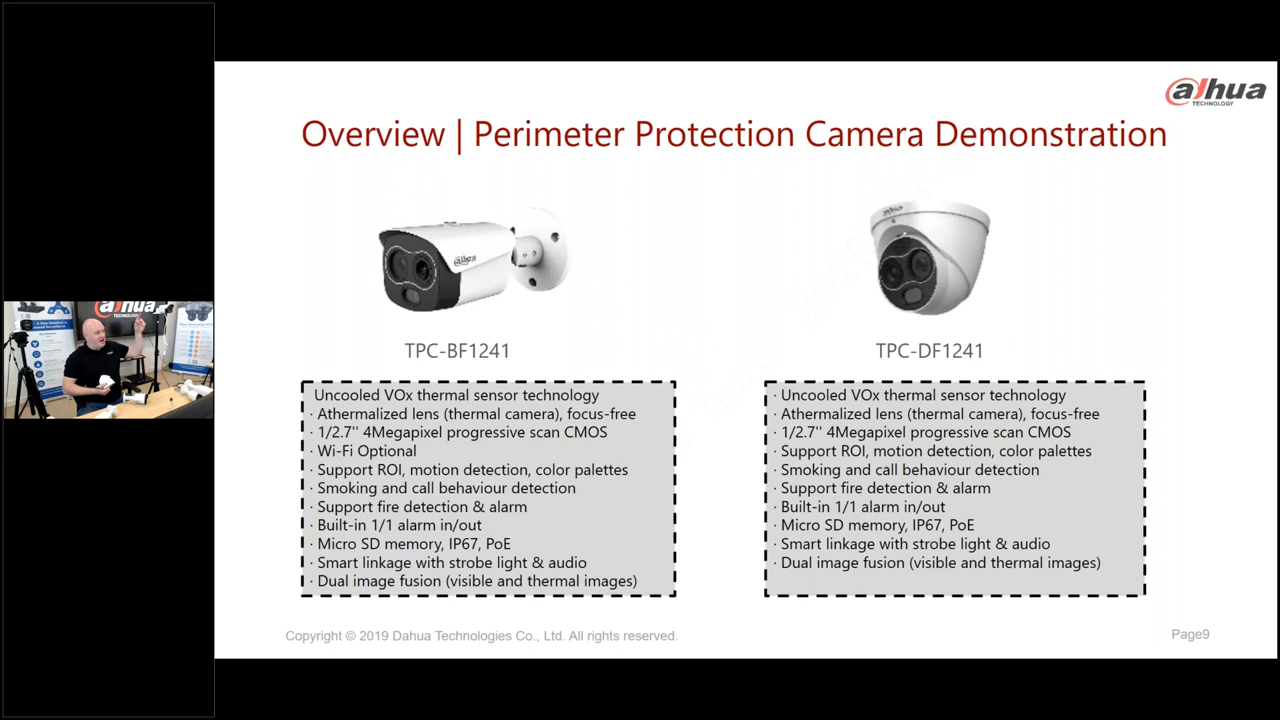 alhua
TECHNOLOGY
Overview | Perimeter Protection Camera Demonstration
TPC-BF1241
TPC-DF1241
Uncooled VOx thermal sensor technology
· Athermalized lens (thermal camera), focus-free
· 1/2.7'' 4Megapixel progressive scan CMOS
· Wi-Fi Optional
· Support ROI, motion detection, color palettes
· Smoking and call behaviour detection
· Support fire detection & alarm
· Built-in 1/1 alarm in/out
· Micro SD memory, IP67, PoE
· Smart linkage with strobe light & audio
· Dual image fusion (visible and thermal images)
· Uncooled VOx thermal sensor technology
· Athermalized lens (thermal camera), focus-free
· 1/2.7'' 4Megapixel progressive scan CMOS
· Support ROI, motion detection, color palettes
· Smoking and call behaviour detection
· Support fire detection & alarm
· Built-in 1/1 alarm in/out
· Micro SD memory, IP67, PoE
· Smart linkage with strobe light & audio
· Dual image fusion (visible and thermal images)
Copyright © 2019 Dahua Technologies Co., Ltd. All rights reserved.
Page9
alhua
TECHNOLOGY